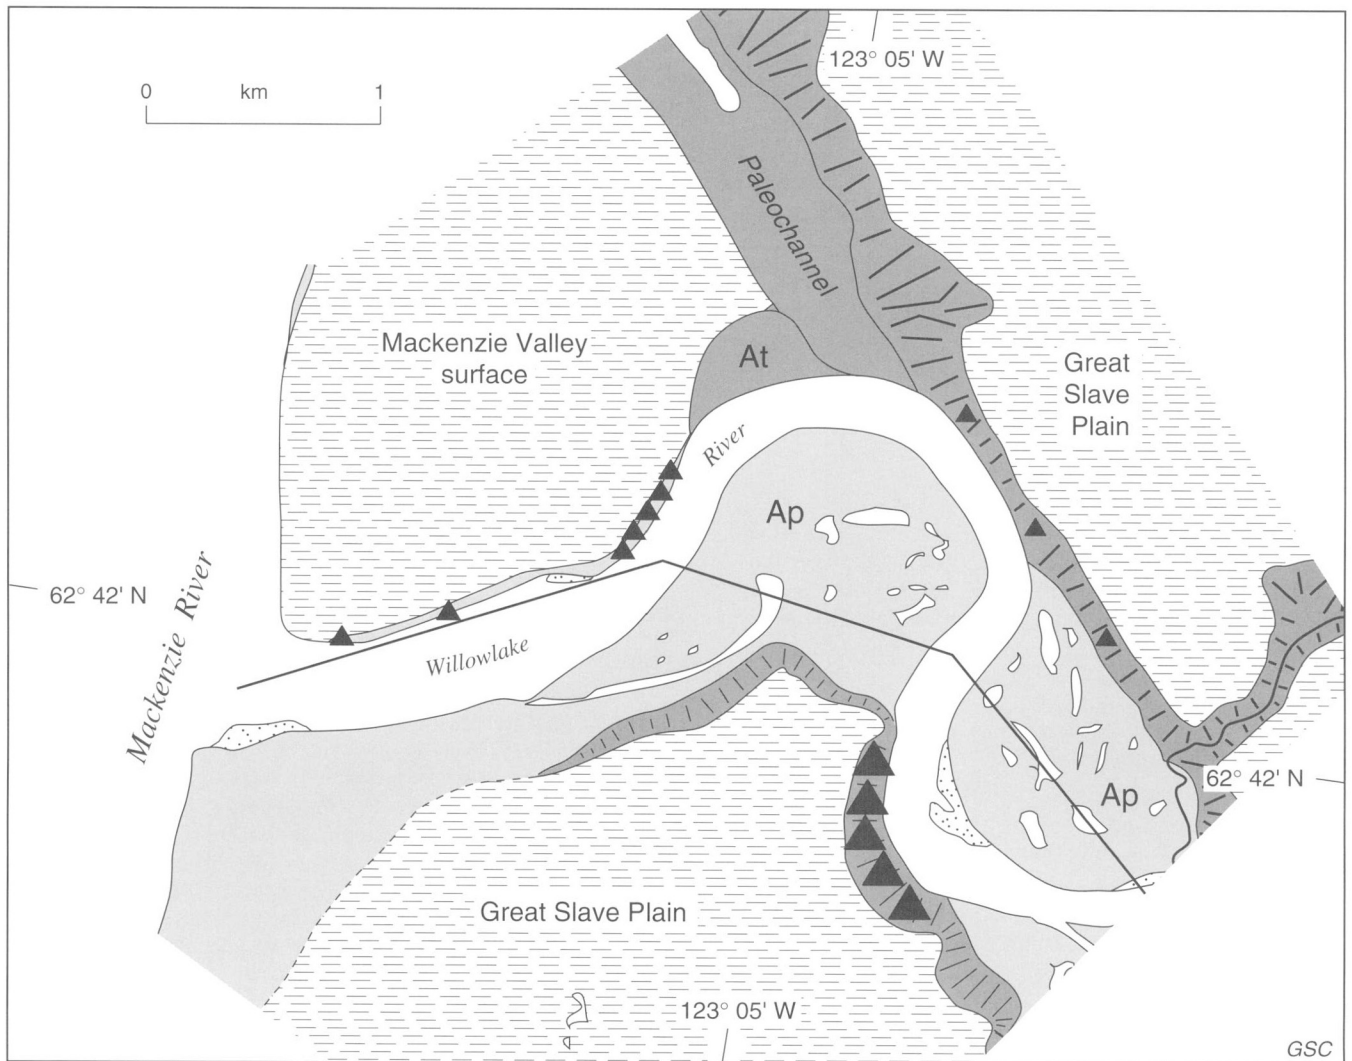 123° 05' W
0 km 1
Paleochannel
Mackenzie Valley
surface
At
Great
Slave
Plain
River
Ap
62° 42' N
Mackenzie River
Willowlake
62° 42' N
Ap
Great Slave Plain
123° 05' W
GSC